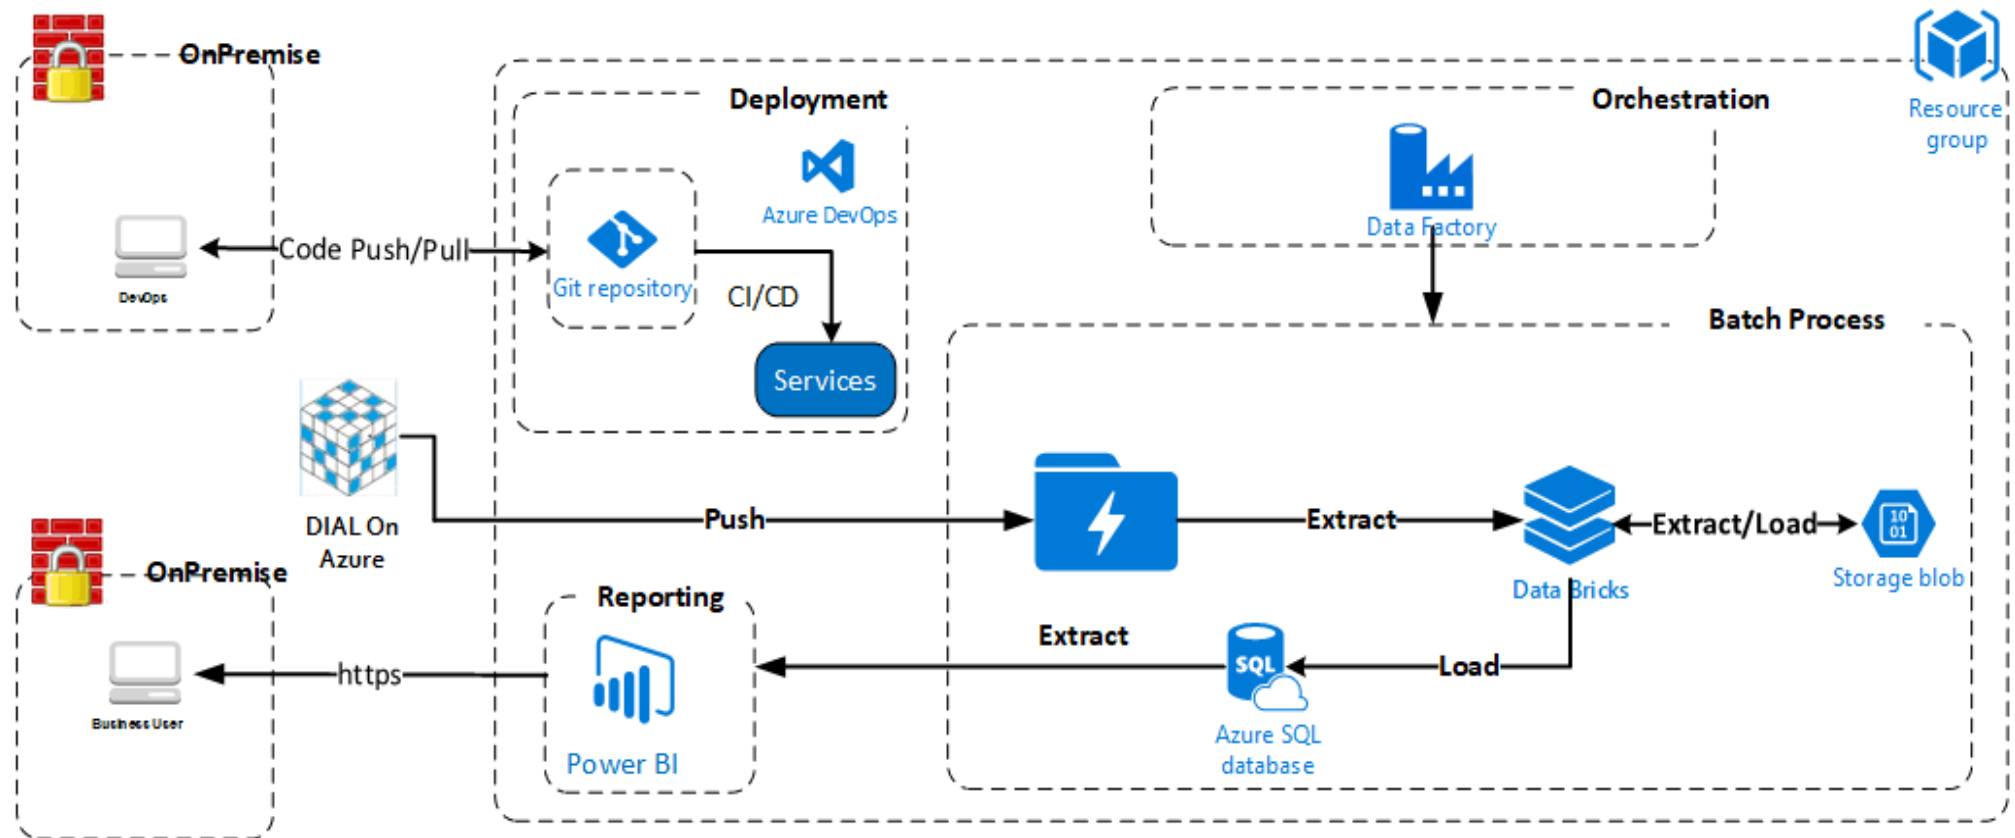 OnPremise
Deployment
Orchestration
Resource
group
Azure DevOps
Data Factory
Code Push/Pull
DevOps
Git repository
CI/CD
Batch Process
Services
DIAL On
Azure
Push
Extract
Extract/Load
10
01
Data Bricks
Storage blob
OnPremise
Reporting
Extract
SQL
Load
https
Business User
Power BI
Azure SQL
database